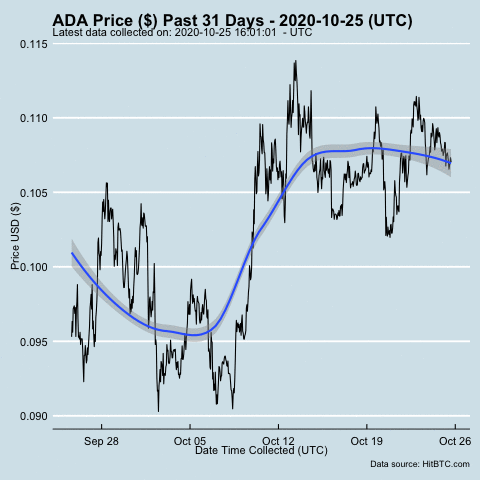 ADA Price ($) Past 31 Days - 2020-10-25 (UTC)
Latest data collected on: 2020-10-25 16:01:01  - UTC
0.115
0.110
0.105
0.100
0.095
0.090
Price USD ($)
Sep 28
Oct 05
Oct 12
Oct 19
Oct 26
Date Time Collected (UTC)
Data source: HitBTC.com